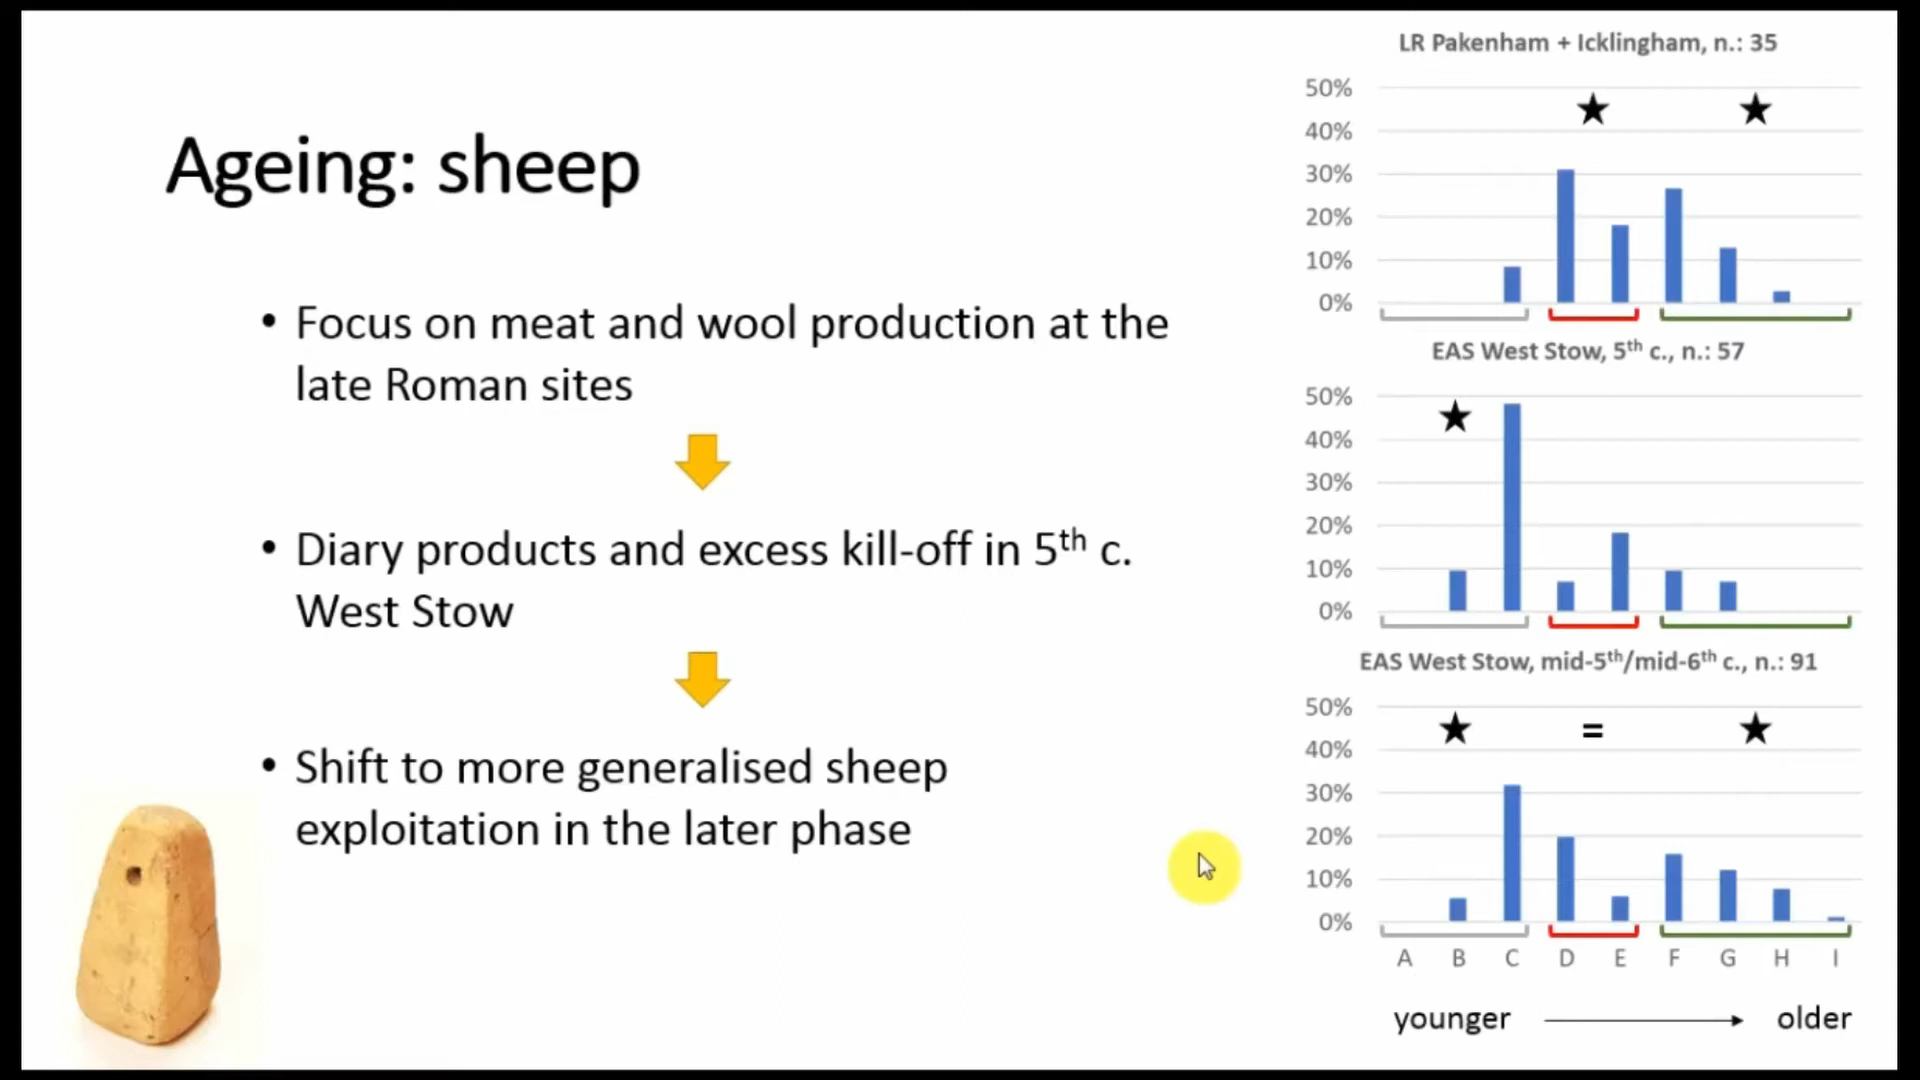 Ageing: sheep
• Focus on meat and wool production at the
late Roman sites
• Diary products and excess kill-off in 5th c.
West Stow
• Shift to more generalised sheep
exploitation in the later phase
LR Pakenham + Icklingham, n.: 35
50%
40%
30%
20%
10%
0%
EAS West Stow, 5th c., n.: 57
50%
40%
30%
20%
10%
0%
EAS West Stow, mid-5th/mid-6th c., n.: 91
50%
=
40%
30%
20%
10%
0%
A B C D E F G H I
younger older